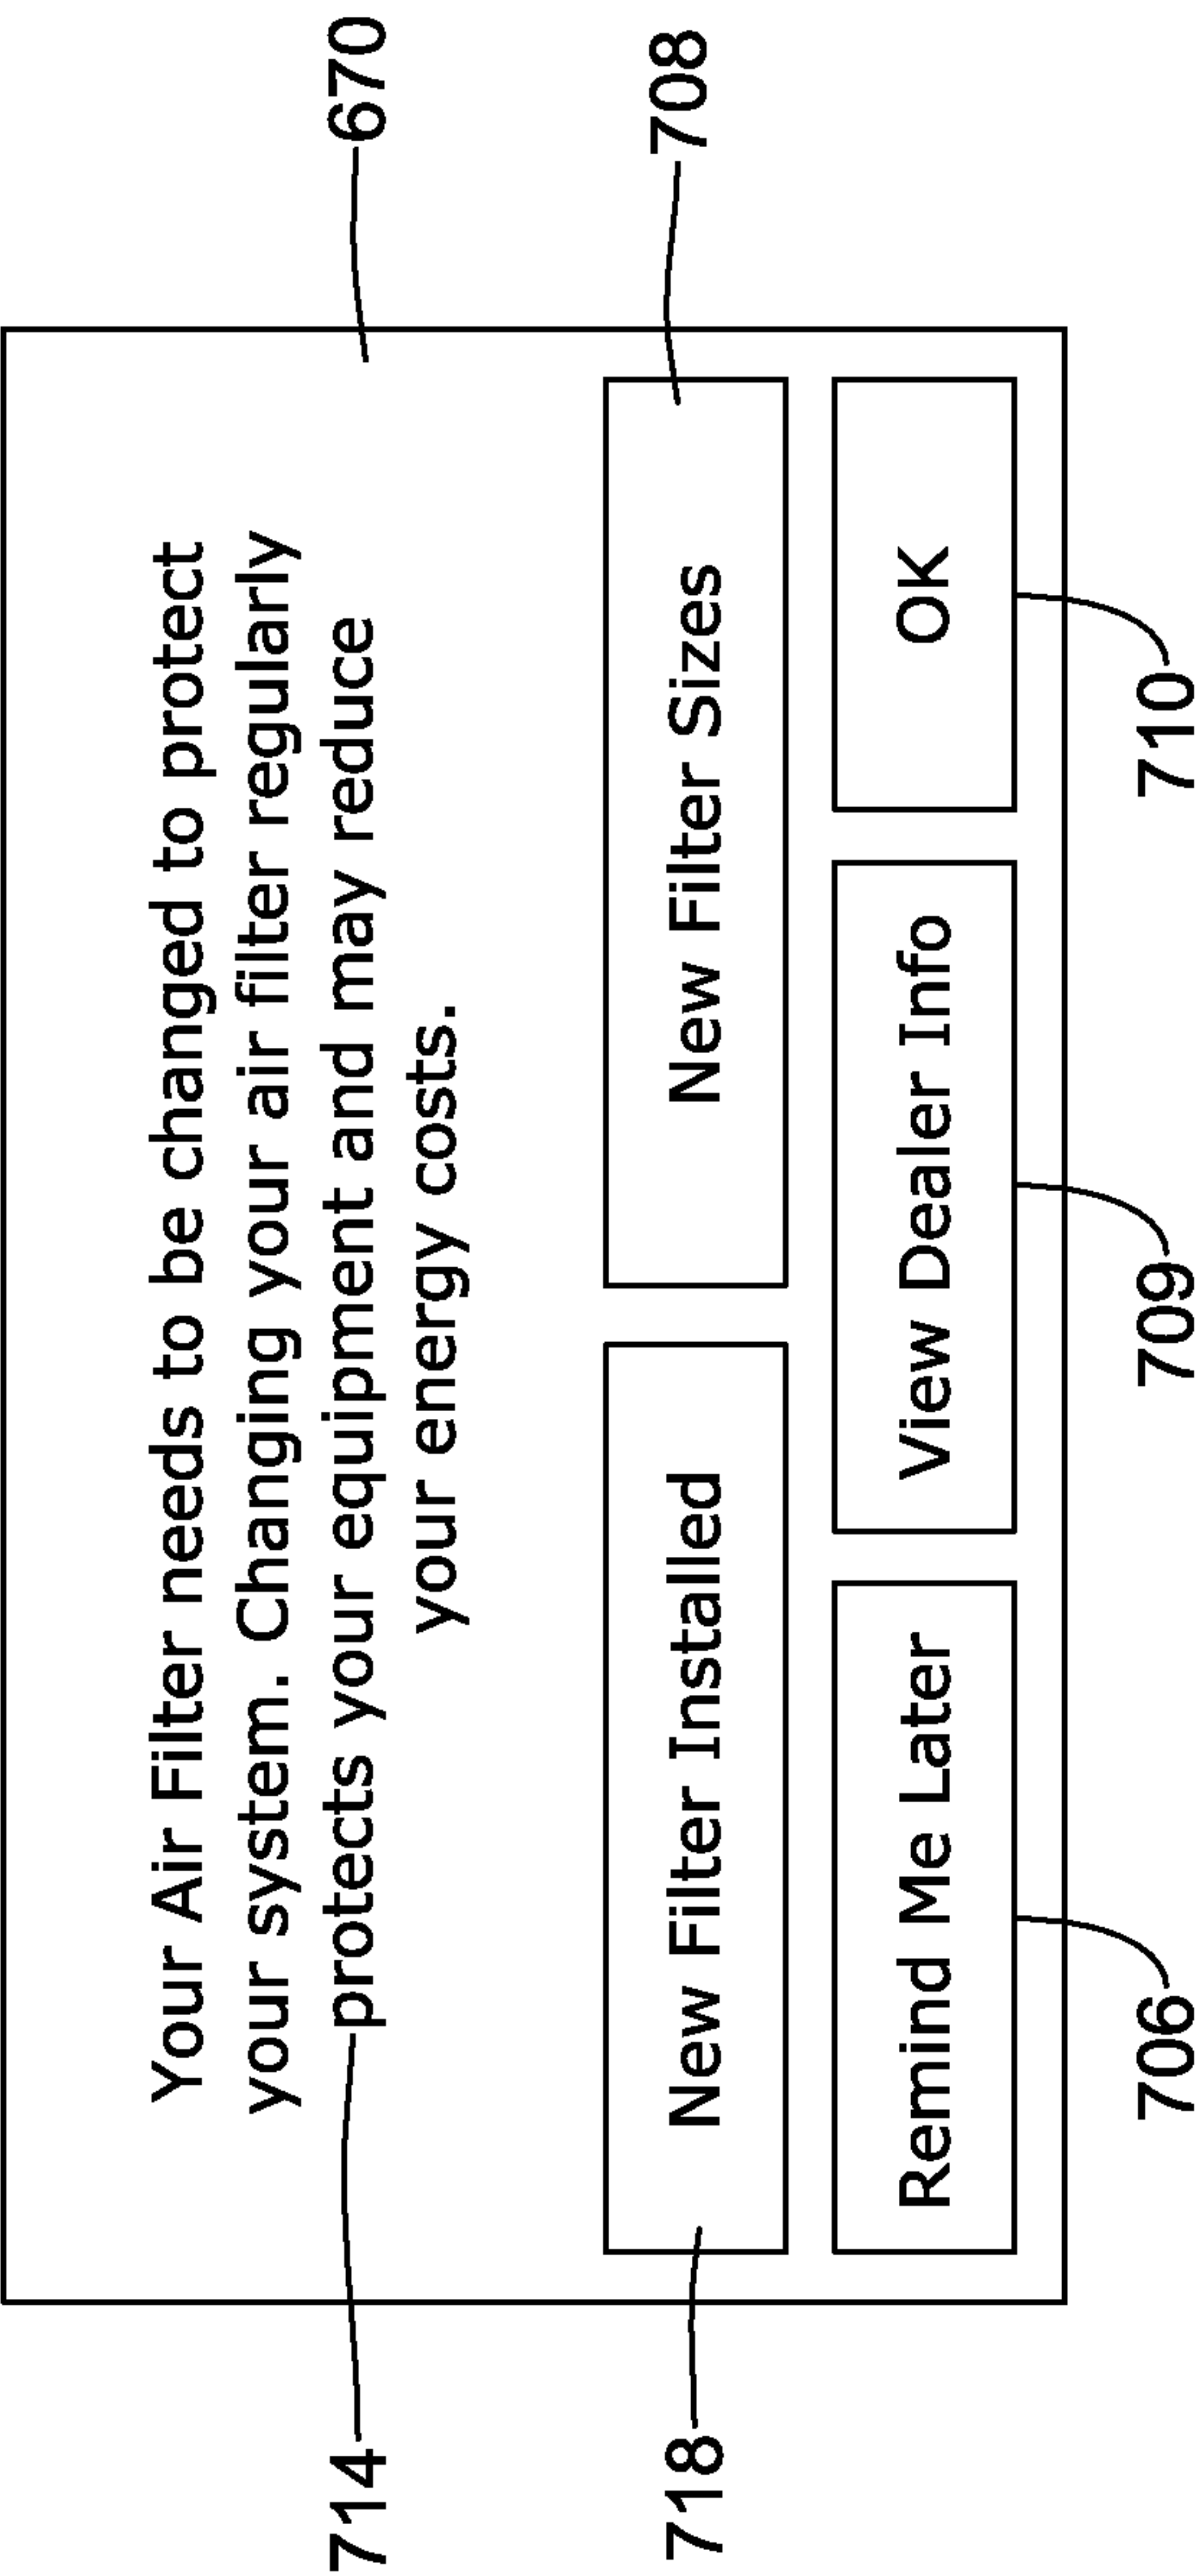 670
714
Your Air Filter needs to be changed to protect
your system. Changing your air filter regularly
protects your equipment and may reduce
your energy costs.
718
New Filter Installed
New Filter Sizes
708
Remind Me Later
View Dealer Info
OK
706
709
710